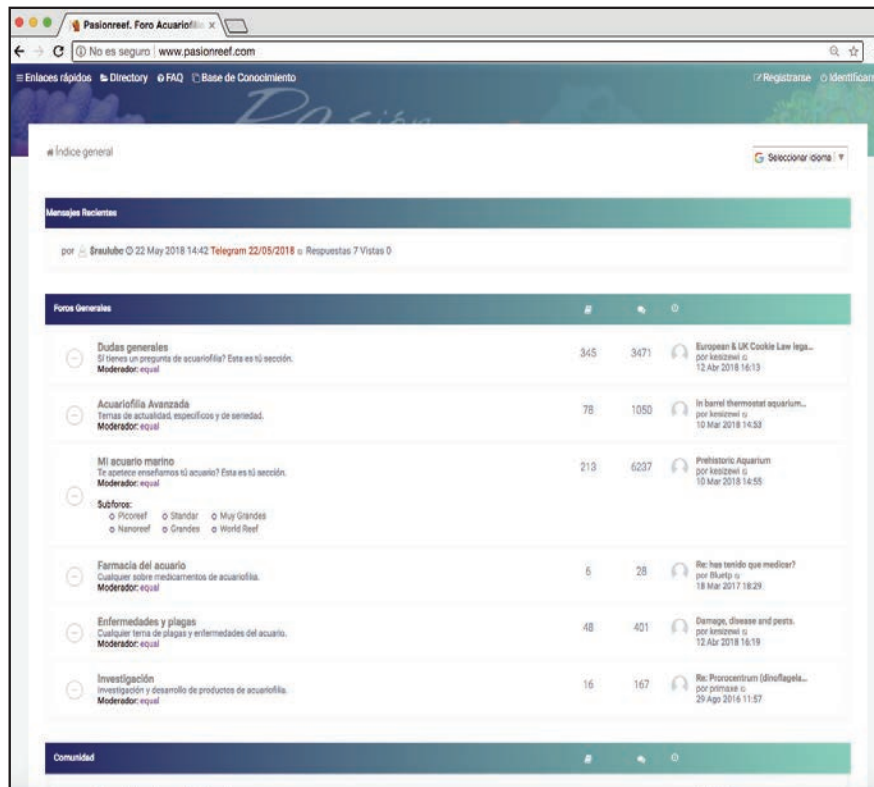 Pasionreef. Foro Acuariofili
No es seguro www.pasionreef.com
Enlaces rápidos Directory FAQ Base de Conocimiento Registrarse Identificars
Pasión
Índice general
Seleccionar idioma
Mensajes Recientes
por $raulube 22 May 2018 14:42 Telegram 22/05/2018 Respuestas 7 Vistas 0
Foros Generales
Dudas generales
Si tienes un pregunta de acuariofilia? Esta es tú sección.
Moderador: equal
345 3471
European & UK Cookie Law lega...
por kesizewi
12 Abr 2018 16:13
Acuariofilia Avanzada
Temas de actualidad, específicos y de seriedad.
Moderador: equal
78 1050
In barrel thermostat aquarium...
por kesizewi
10 Mar 2018 14:53
Mi acuario marino
Te apetece enseñarnos tú acuario? Esta es tú sección.
Moderador: equal
Subforos:
Picoreef Standar Muy Grandes
Nanoreef Grandes World Reef
213 6237
Prehistoric Aquarium
por kesizewi
10 Mar 2018 14:55
Farmacia del acuario
Cualquier sobre medicamentos de acuariofilia.
Moderador: equal
6 28
Re: has tenido que medicar?
por Bluetp
18 Mar 2017 18:29
Enfermedades y plagas
Cualquier tema de plagas y enfermedades del acuario.
Moderador: equal
48 401
Damage, disease and pests.
por kesizewi
12 Abr 2018 16:19
Investigación
Investigación y desarrollo de productos de acuariofilia.
Moderador: equal
16 167
Re: Prorocentrum (dinoflagela...
por primaxe
29 Ago 2016 11:57
Comunidad